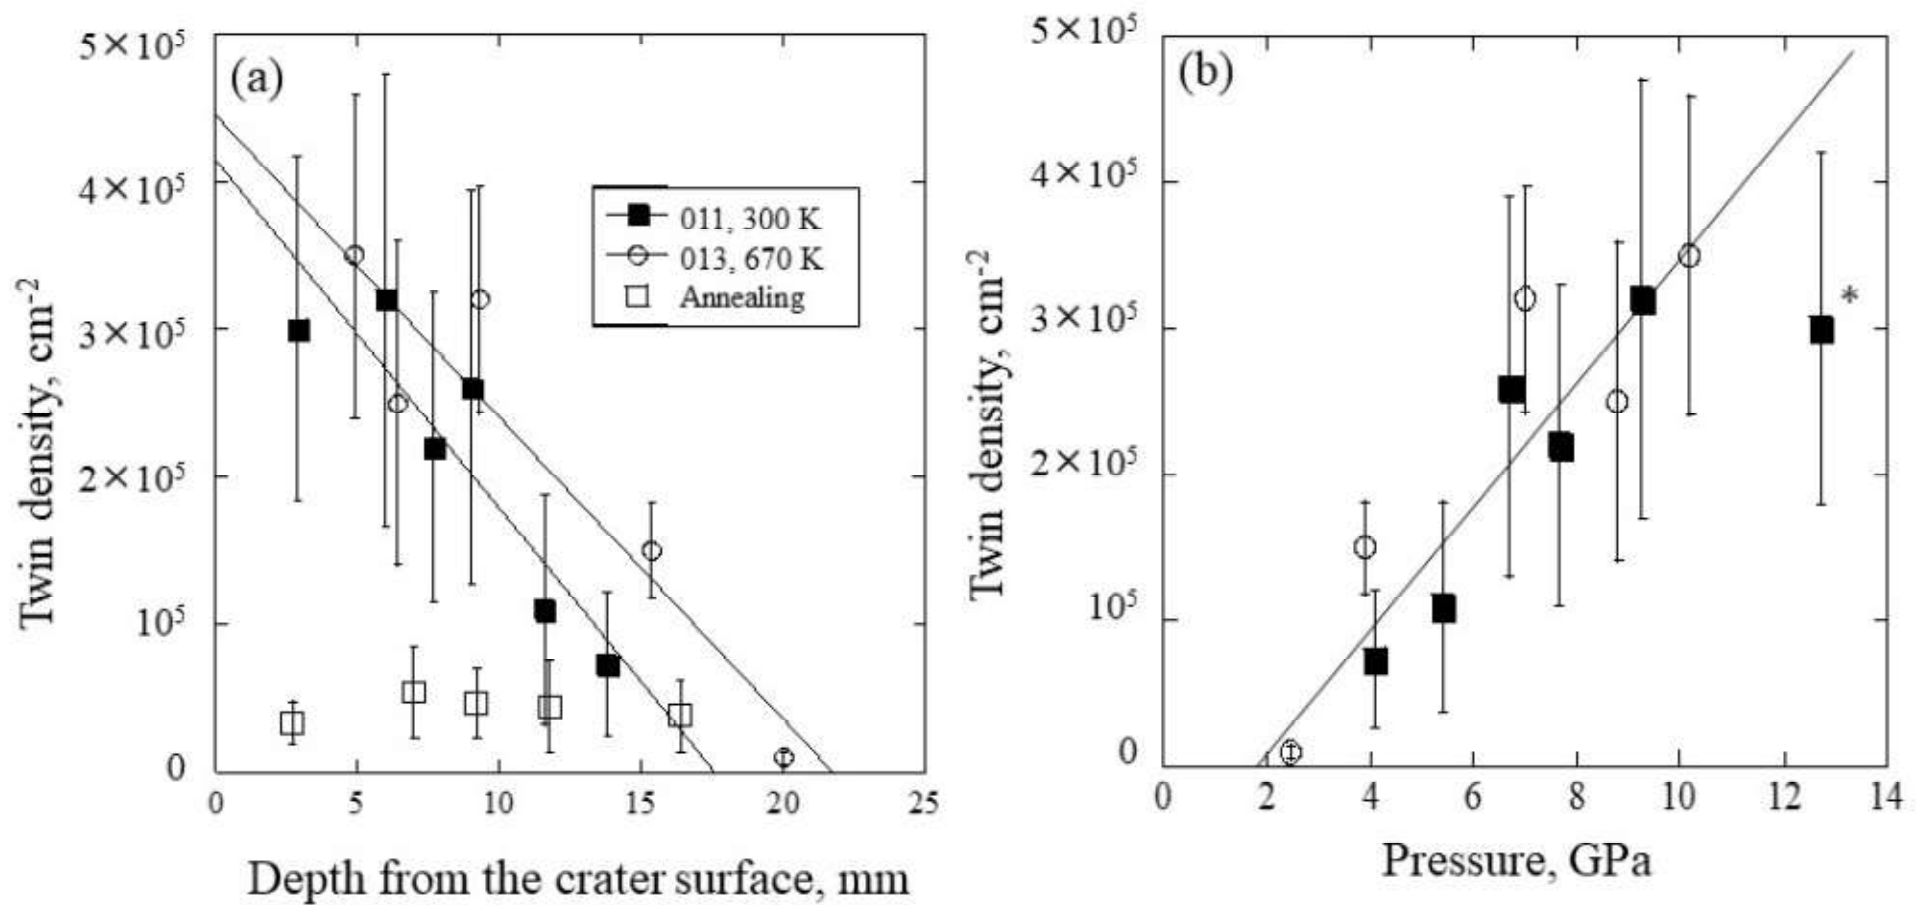 (a)
5×10⁵
4×10⁵
3×10⁵
2×10⁵
10⁵
0
Twin density, cm⁻²
011, 300 K
013, 670 K
Annealing
0 5 10 15 20 25
Depth from the crater surface, mm
(b)
5×10⁵
4×10⁵
3×10⁵
2×10⁵
10⁵
0
Twin density, cm⁻²
*
0 2 4 6 8 10 12 14
Pressure, GPa